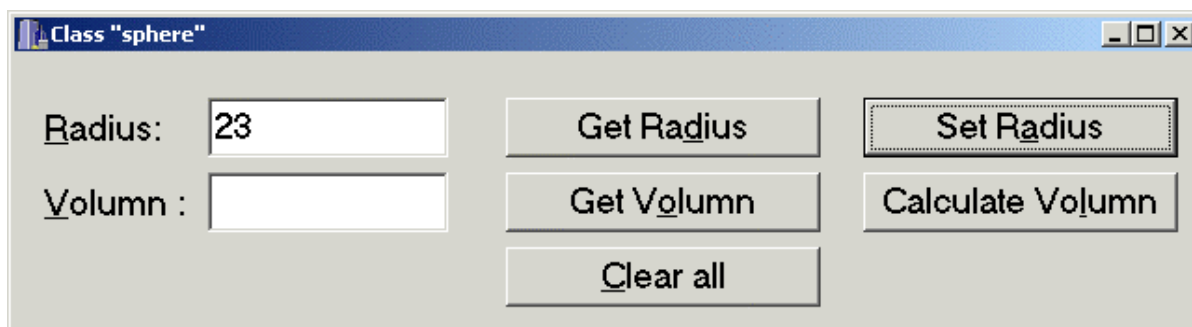 Class "sphere"
Radius: 23 Get Radius Set Radius
Volumn : Get Volumn Calculate Volumn
Clear all